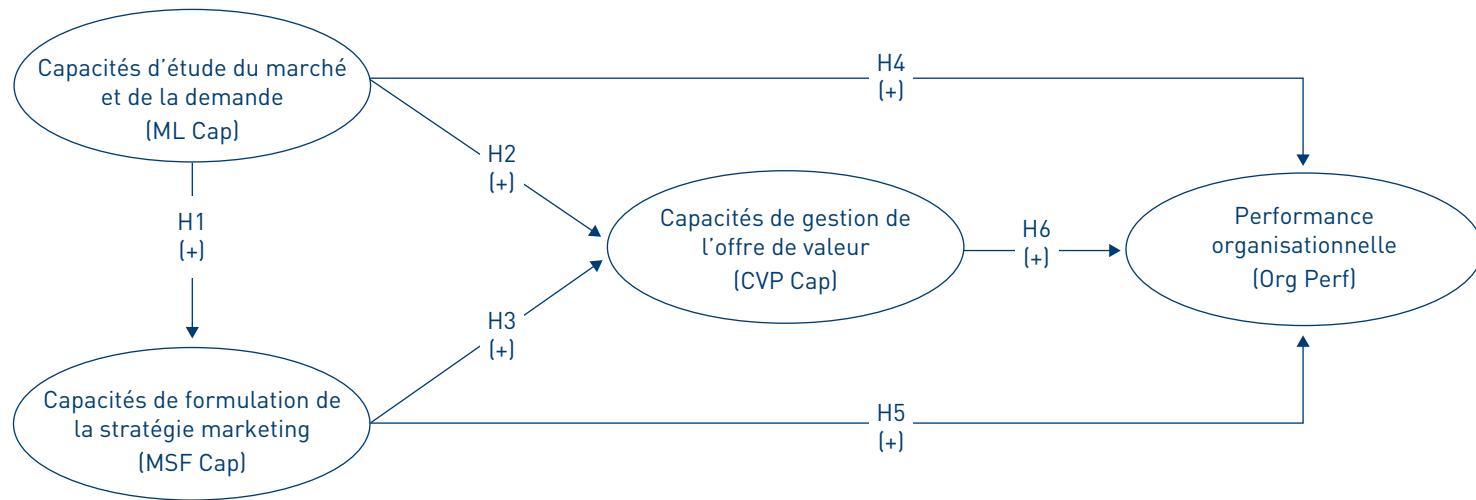 Capacités d'étude du marché
et de la demande
(ML Cap)
H4
(+)
H2
(+)
H1
(+)
Capacités de gestion de
l'offre de valeur
(CVP Cap)
H6
(+)
Performance
organisationnelle
(Org Perf)
H3
(+)
Capacités de formulation de
la stratégie marketing
(MSF Cap)
H5
(+)